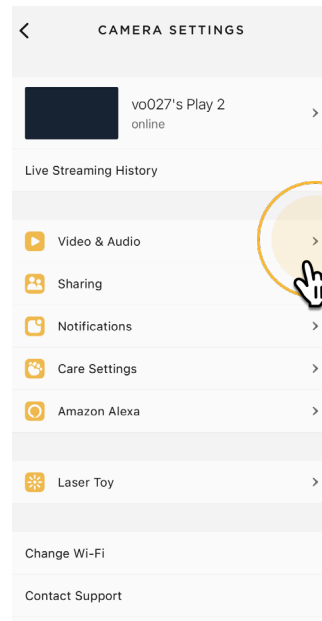 CAMERA SETTINGS
vo027's Play 2
online
Live Streaming History
Video & Audio
Sharing
Notifications
Care Settings
Amazon Alexa
Laser Toy
Change Wi-Fi
Contact Support